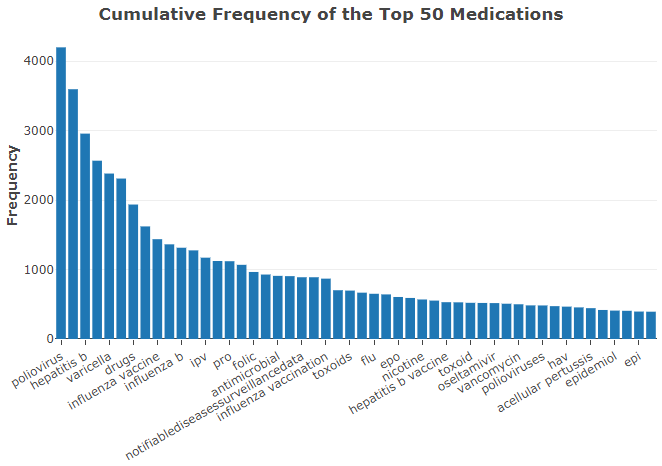 Cumulative Frequency of the Top 50 Medications
Frequency
4000
3000
2000
1000
0
poliovirus
hepatitis b
varicella
drugs
influenza vaccine
influenza b
ipv
pro
folic
antimicrobial
notifiablediseasessurveillancedata
influenza vaccination
toxoids
flu
epo
nicotine
hepatitis b vaccine
toxoid
oseltamivir
vancomycin
polioviruses
hav
acellular pertussis
epidemiol
epi